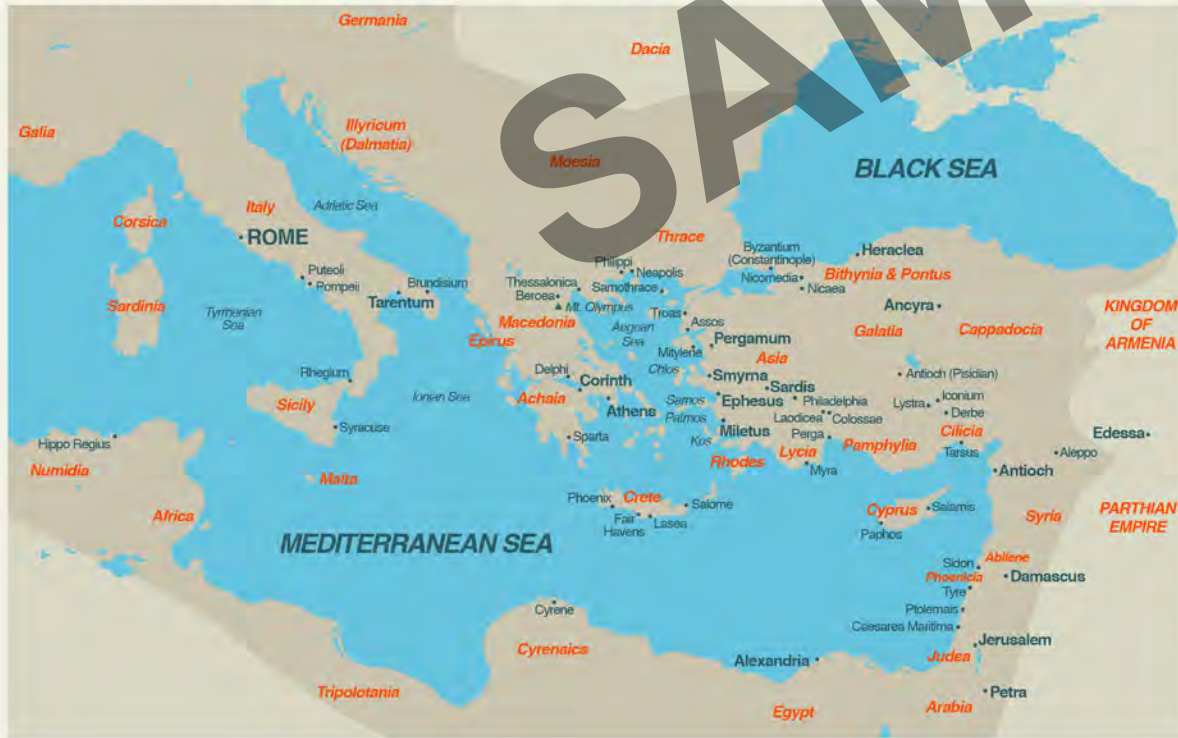 Germania
Dacia
SAM
Galia
Illyricum
(Dalmatia)
Moesia
BLACK SEA
Corsica
Italy
Adriatic Sea
ROME
Thrace
Byzantium
(Constantinople)
Heraclea
Philippi
Neapolis
Nicomedia
Bithynia & Pontus
Puteoli
Pompeii
Brundisium
Thessalonica
Samothrace
Nicaea
Sardinia
Tarentum
Beroea
Mt. Olympus
Troas
Ancyra
KINGDOM
OF
ARMENIA
Tyrrhenian
Sea
Macedonia
Aegean
Sea
Assos
Galatia
Cappadocia
Epirus
Pergamum
Mitylene
Asia
Rhegium
Delphi
Chios
Corinth
Smyrna
Antioch (Pisidian)
Sardis
Ionian Sea
Achaia
Samos
Ephesus
Philadelphia
Lystra
Iconium
Sicily
Athens
Patmos
Laodicea
Colossae
Derbe
Syracuse
Miletus
Cilicia
Edessa
Hippo Regius
Sparta
Kos
Perga
Pamphylia
Tarsus
Aleppo
Numidia
Rhodes
Lycia
Myra
Antioch
Malta
Phoenix
Crete
Salome
Africa
Fair
Havens
Lasea
Cyprus
Salamis
Syria
PARTHIAN
EMPIRE
Paphos
MEDITERRANEAN SEA
Sidon
Abilene
Phoenicia
Damascus
Tyre
Cyrene
Ptolemais
Caesarea Maritima
Jerusalem
Cyrenaics
Alexandria
Judea
Tripolotania
Petra
Egypt
Arabia